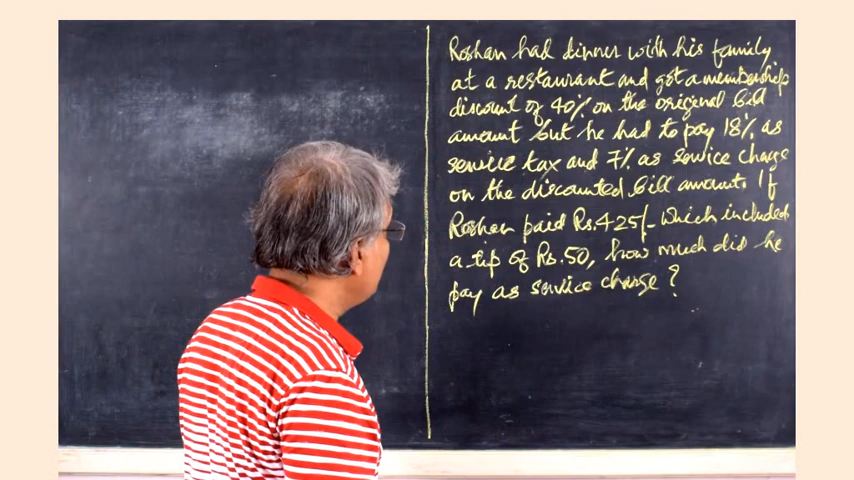 Roshan had dinner with his family
at a restaurant and got a membership
discount of 40% on the original bill
amount but he had to pay 18% as
service tax and 7% as service charge
on the discounted bill amount. If
Roshan paid Rs.425/- which included
a tip of Rs.50, how much did he
pay as service charge?